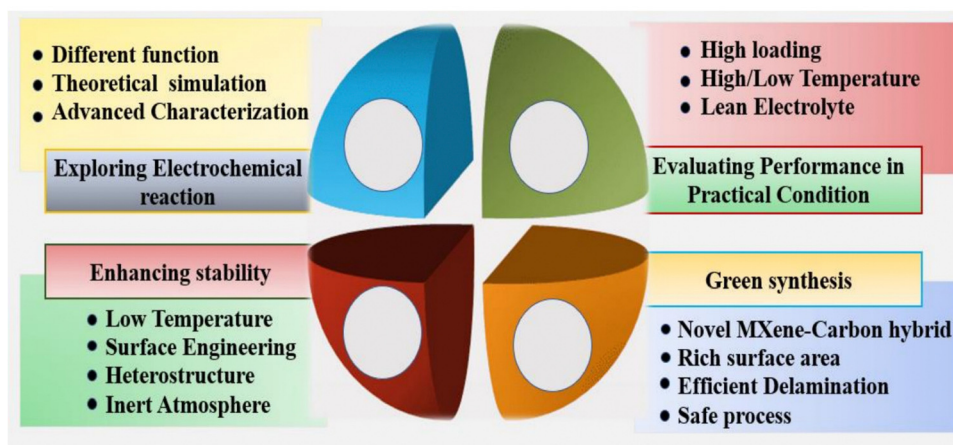 Different function
Theoretical simulation
Advanced Characterization
Exploring Electrochemical
reaction
High loading
High/Low Temperature
Lean Electrolyte
Evaluating Performance in
Practical Condition
Enhancing stability
Low Temperature
Surface Engineering
Heterostructure
Inert Atmosphere
Green synthesis
Novel MXene-Carbon hybrid
Rich surface area
Efficient Delamination
Safe process